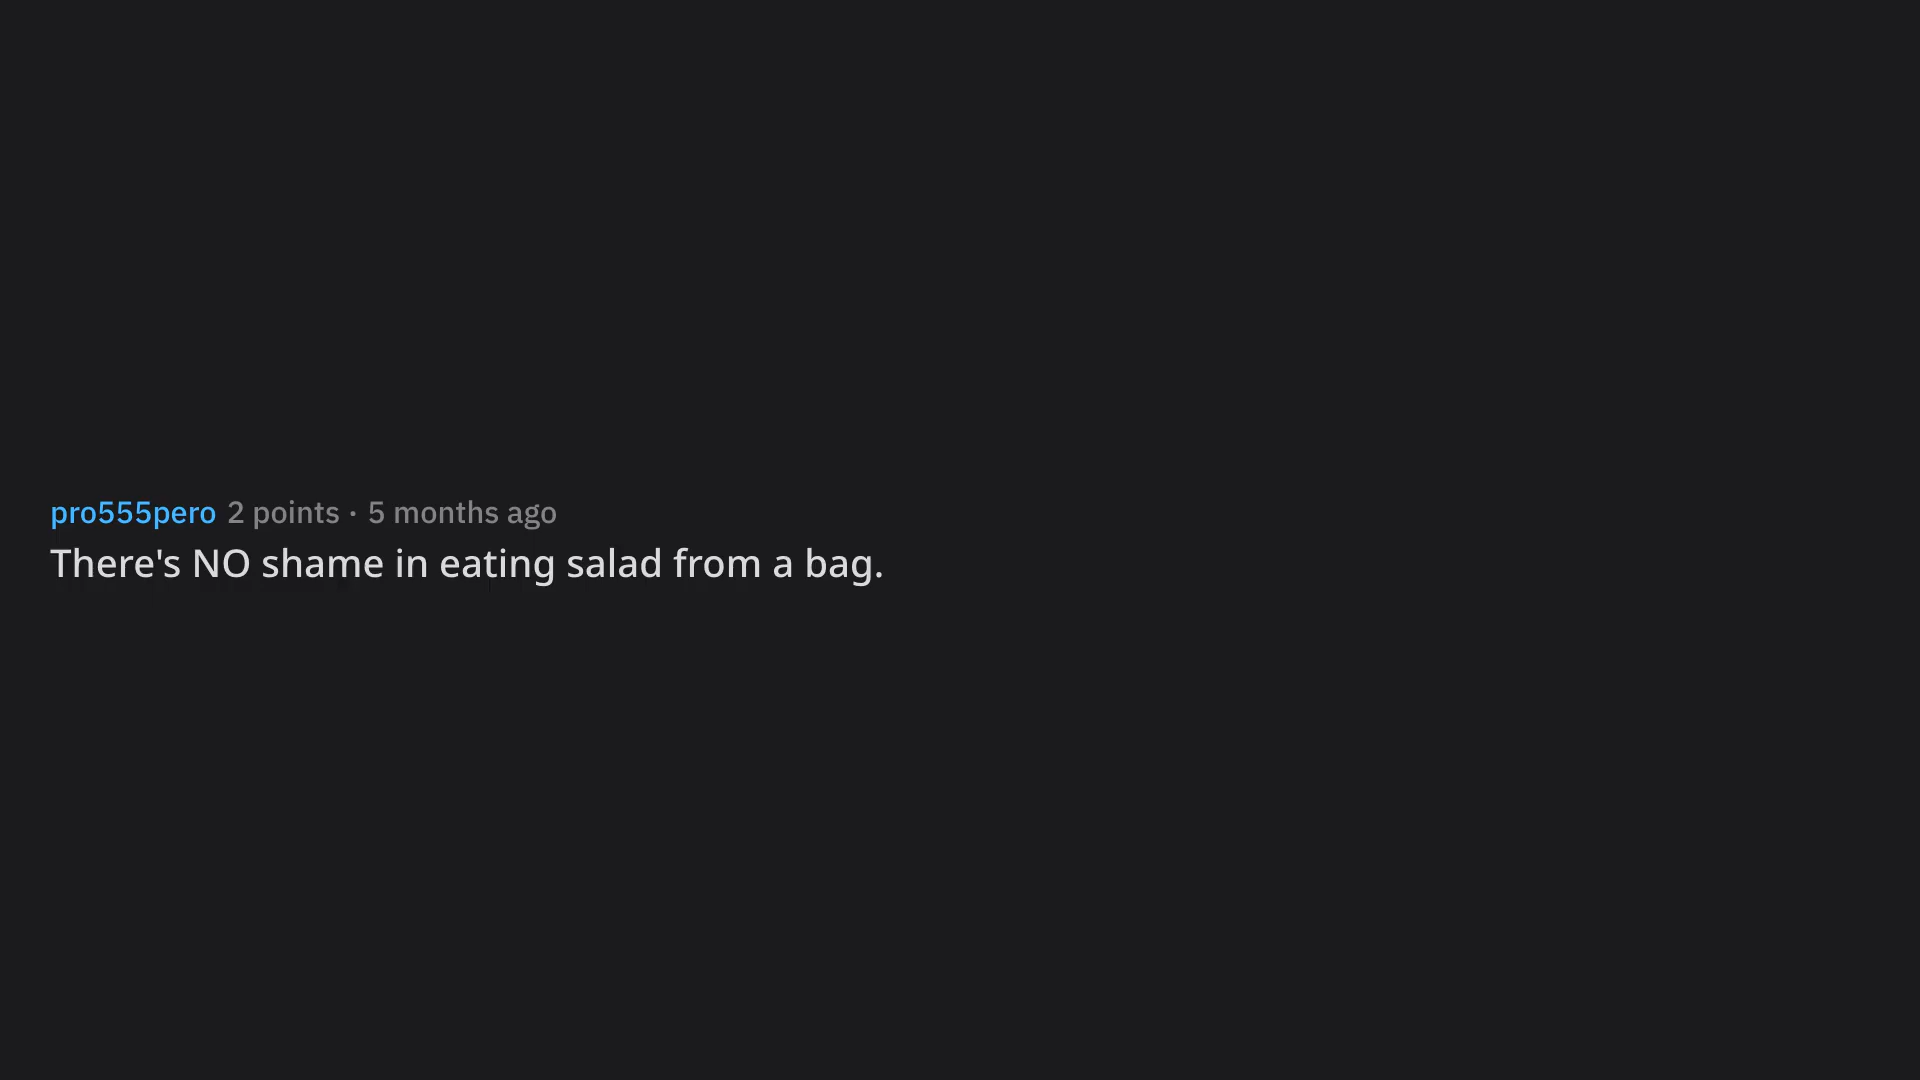 pro555pero 2 points · 5 months ago
There's NO shame in eating salad from a bag.